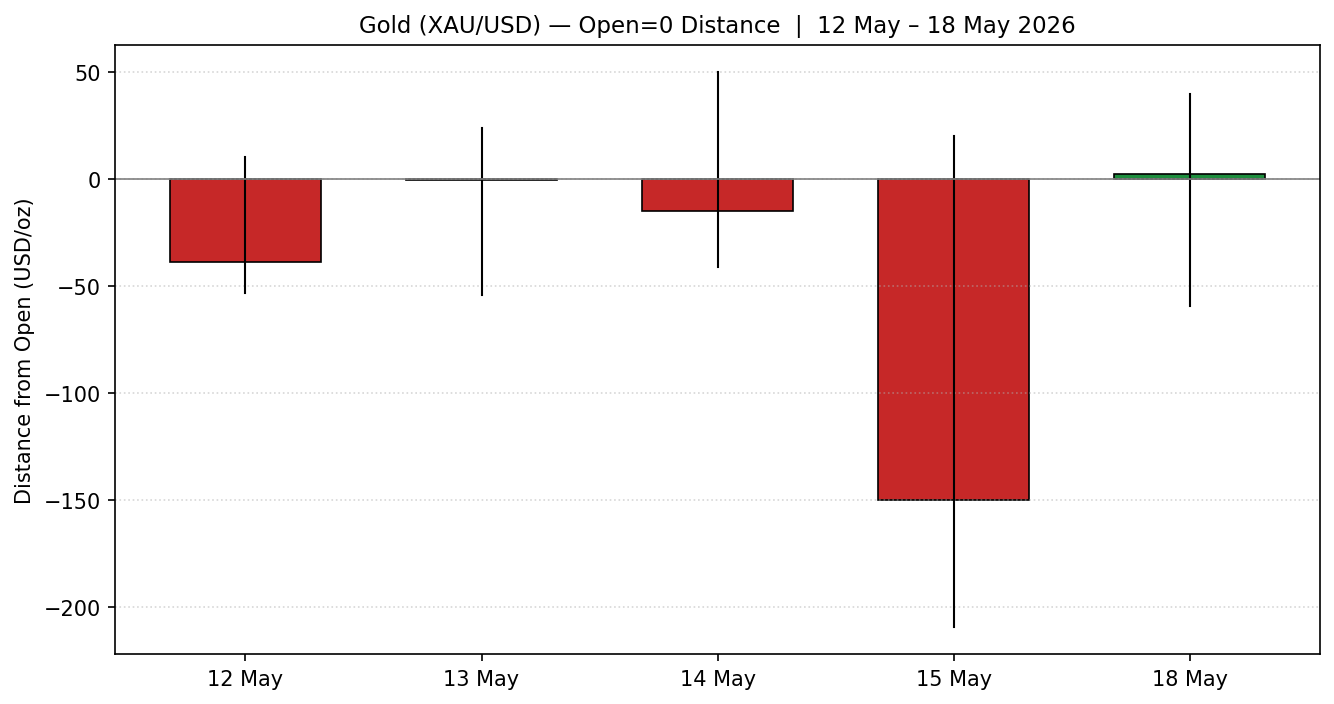 Gold (XAU/USD) — Open=0 Distance | 12 May – 18 May 2026
Distance from Open (USD/oz)
50
0
−50
−100
−150
−200
12 May
13 May
14 May
15 May
18 May